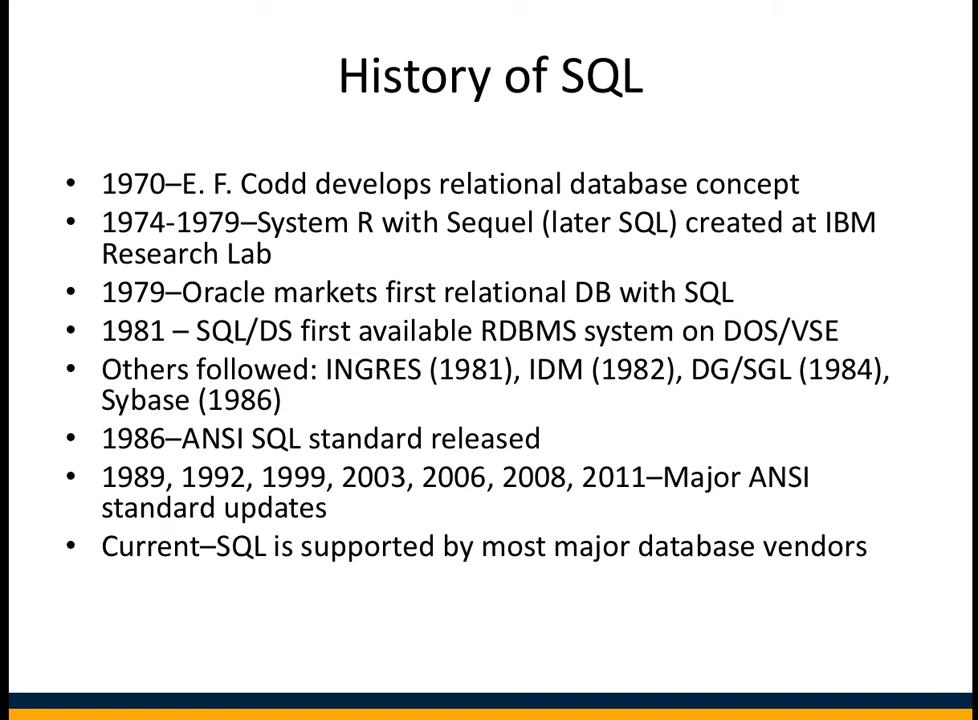 History of SQL
• 1970–E. F. Codd develops relational database concept
• 1974-1979–System R with Sequel (later SQL) created at IBM
Research Lab
• 1979–Oracle markets first relational DB with SQL
• 1981 – SQL/DS first available RDBMS system on DOS/VSE
• Others followed: INGRES (1981), IDM (1982), DG/SGL (1984),
Sybase (1986)
• 1986–ANSI SQL standard released
• 1989, 1992, 1999, 2003, 2006, 2008, 2011–Major ANSI
standard updates
• Current–SQL is supported by most major database vendors